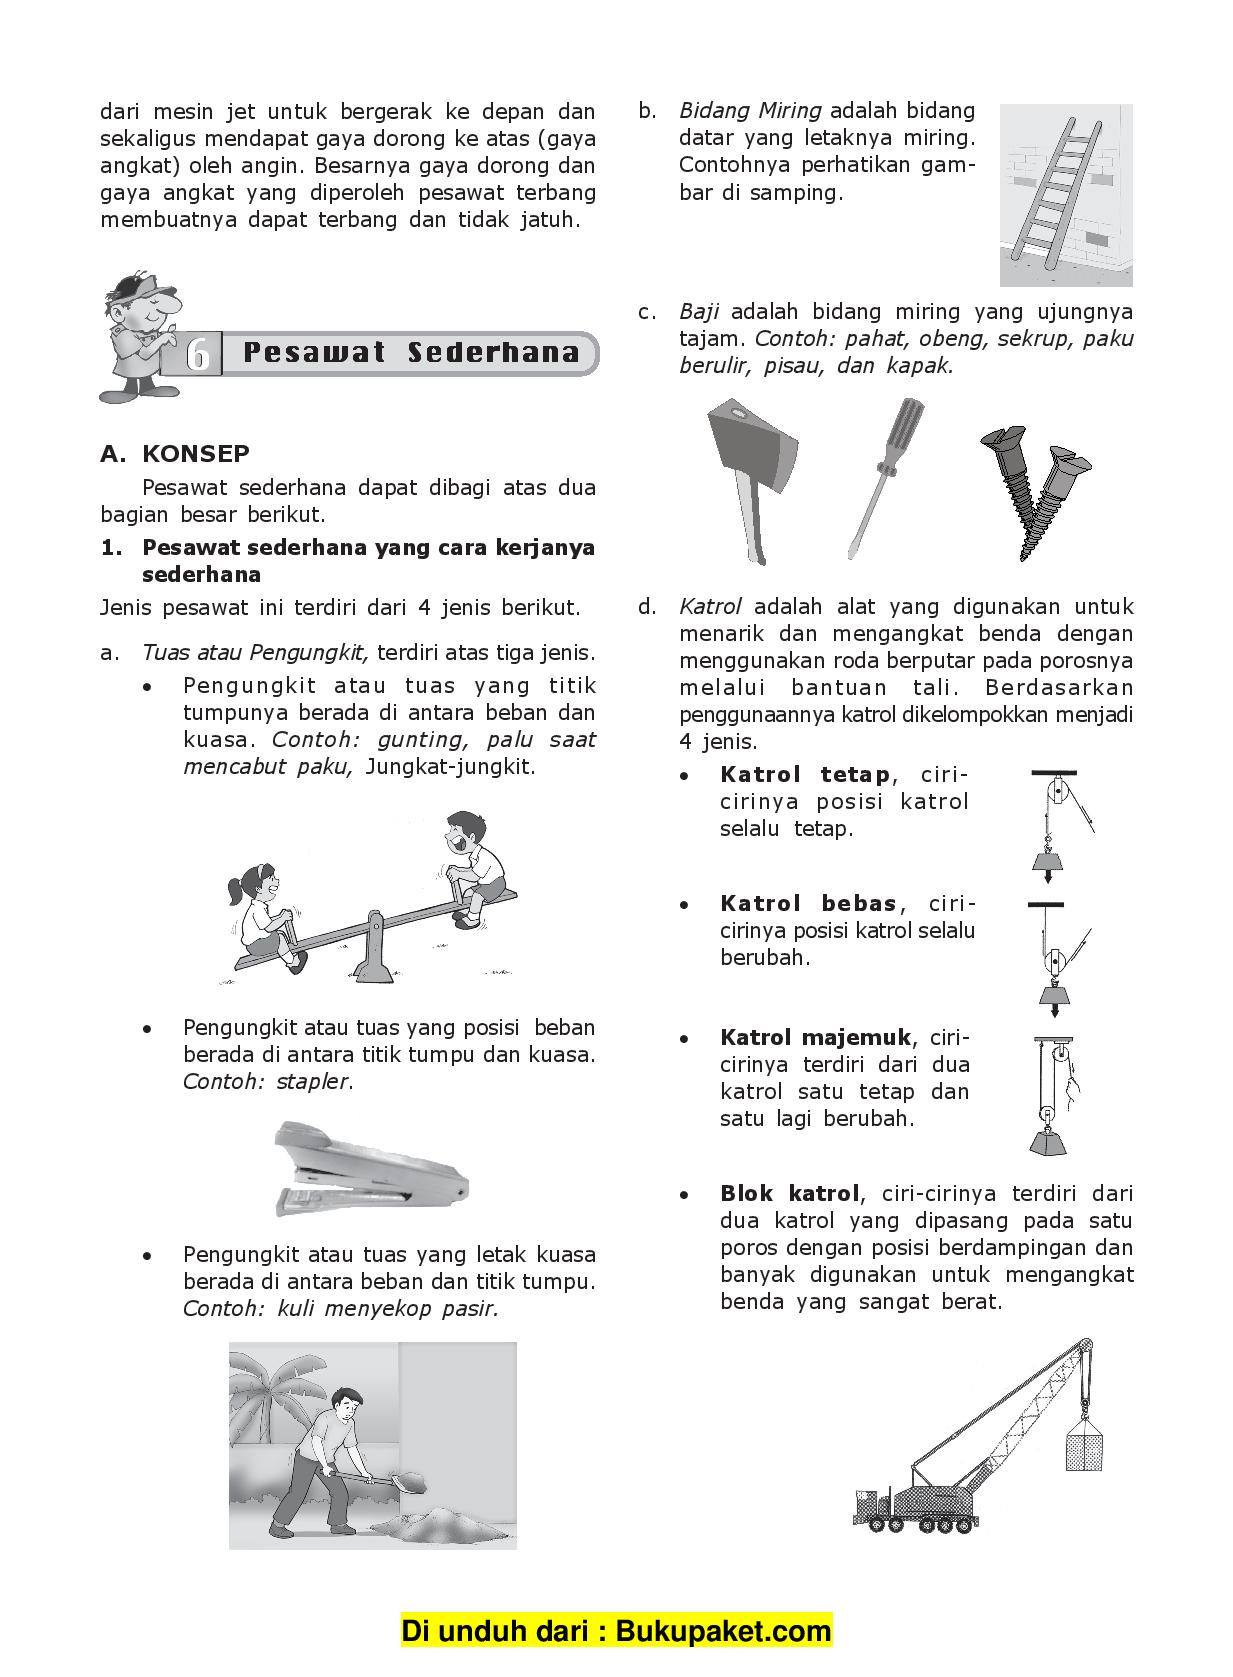 dari mesin jet untuk bergerak ke depan dan
sekaligus mendapat gaya dorong ke atas (gaya
angkat) oleh angin. Besarnya gaya dorong dan
gaya angkat yang diperoleh pesawat terbang
membuatnya dapat terbang dan tidak jatuh.
6 Pesawat Sederhana
A. KONSEP
Pesawat sederhana dapat dibagi atas dua
bagian besar berikut.
1. Pesawat sederhana yang cara kerjanya
sederhana
Jenis pesawat ini terdiri dari 4 jenis berikut.
a. Tuas atau Pengungkit, terdiri atas tiga jenis.
• Pengungkit atau tuas yang titik
tumpunya berada di antara beban dan
kuasa. Contoh: gunting, palu saat
mencabut paku, Jungkat-jungkit.
• Pengungkit atau tuas yang posisi beban
berada di antara titik tumpu dan kuasa.
Contoh: stapler.
• Pengungkit atau tuas yang letak kuasa
berada di antara beban dan titik tumpu.
Contoh: kuli menyekop pasir.
b. Bidang Miring adalah bidang
datar yang letaknya miring.
Contohnya perhatikan gam-
bar di samping.
c. Baji adalah bidang miring yang ujungnya
tajam. Contoh: pahat, obeng, sekrup, paku
berulir, pisau, dan kapak.
d. Katrol adalah alat yang digunakan untuk
menarik dan mengangkat benda dengan
menggunakan roda berputar pada porosnya
melalui bantuan tali. Berdasarkan
penggunaannya katrol dikelompokkan menjadi
4 jenis.
• Katrol tetap, ciri-
cirinya posisi katrol
selalu tetap.
• Katrol bebas, ciri-
cirinya posisi katrol selalu
berubah.
• Katrol majemuk, ciri-
cirinya terdiri dari dua
katrol satu tetap dan
satu lagi berubah.
• Blok katrol, ciri-cirinya terdiri dari
dua katrol yang dipasang pada satu
poros dengan posisi berdampingan dan
banyak digunakan untuk mengangkat
benda yang sangat berat.
Di unduh dari : Bukupaket.com